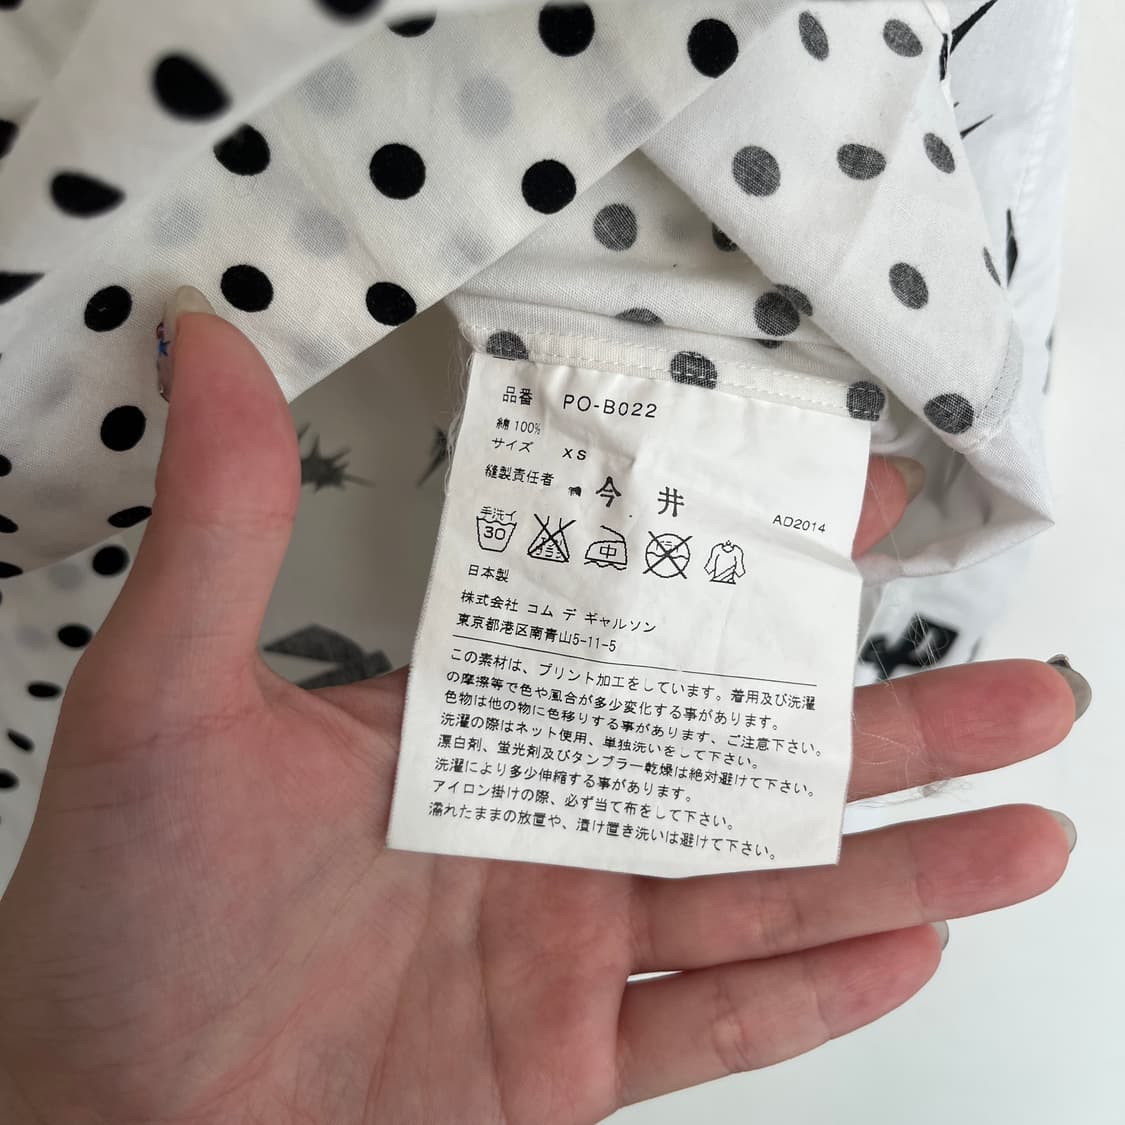 品番 PO-B022
綿 100%
サイズ XS
縫製責任者 今井
AD2014
手洗イ
30
中
日本製
株式会社 コム デ ギャルソン
東京都港区南青山5-11-5
この素材は、プリント加工をしています。着用及び洗濯
の摩擦等で色や風合が多少変化する事があります。
色物は他の物に色移りする事があります、ご注意下さい。
洗濯の際はネット使用、単独洗いをして下さい。
漂白剤、蛍光剤及びタンブラー乾燥は絶対避けて下さい。
洗濯により多少伸縮する事があります。
アイロン掛けの際、必ず当て布をして下さい。
濡れたままの放置や、漬け置き洗いは避けて下さい。